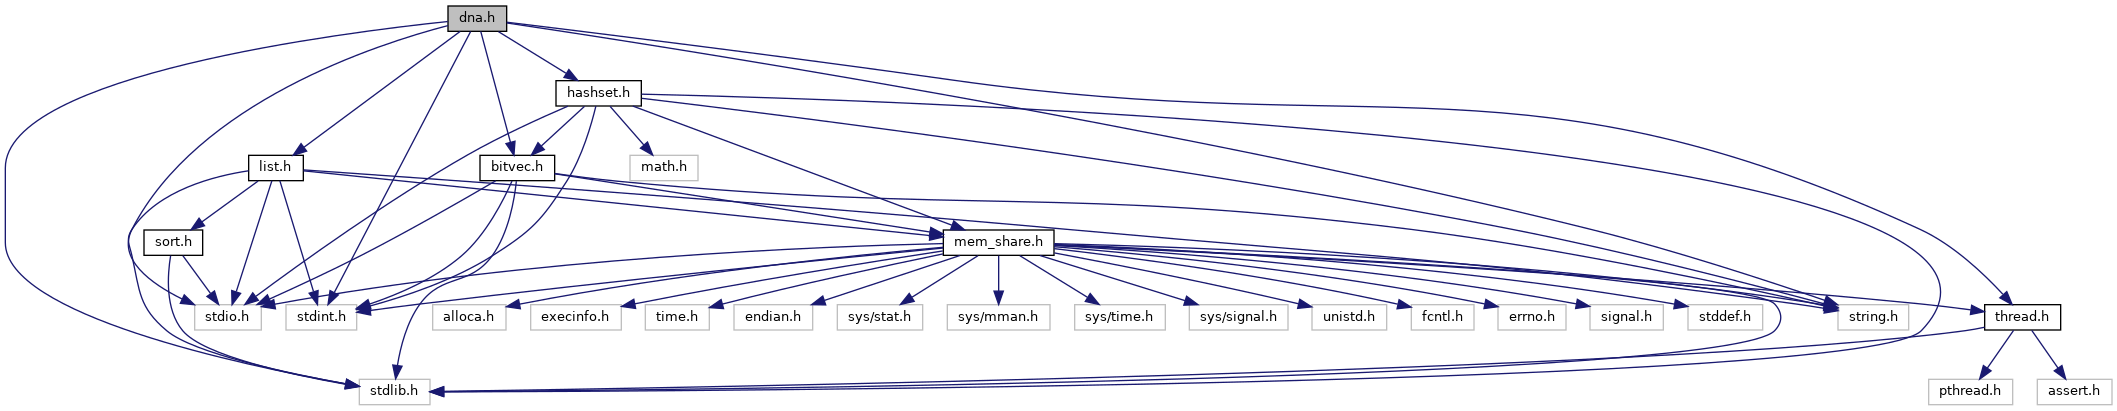 dna.h
hashset.h
list.h
bitvec.h
math.h
sort.h
mem_share.h
stdio.h
stdint.h
alloca.h
execinfo.h
time.h
endian.h
sys/stat.h
sys/mman.h
sys/time.h
sys/signal.h
unistd.h
fcntl.h
errno.h
signal.h
stddef.h
string.h
thread.h
stdlib.h
pthread.h
assert.h